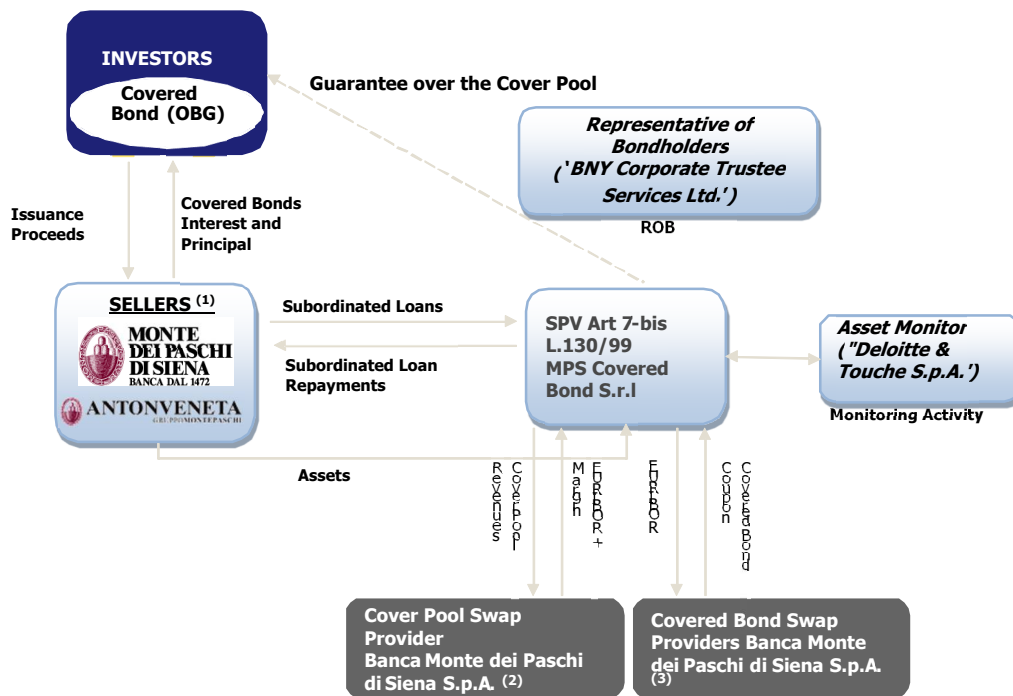 INVESTORS
Covered
Bond (OBG)
Guarantee over the Cover Pool
Representative of
Bondholders
('BNY Corporate Trustee
Services Ltd.')
ROB
Issuance
Proceeds
Covered Bonds
Interest and
Principal
SELLERS (1)
MONTE
DEI PASCHI
DI SIENA
BANCA DAL 1472
ANTONVENETA
GRUPPOMONTEPASCHI
Subordinated Loans
Subordinated Loan
Repayments
SPV Art 7-bis
L.130/99
MPS Covered
Bond S.r.l
Asset Monitor
("Deloitte &
Touche S.p.A.')
Monitoring Activity
Assets
Cover Pool
Revenues
EURIBOR +
Margin
EURIBOR
Covered Bond
Coupon
Cover Pool Swap
Provider
Banca Monte dei Paschi
di Siena S.p.A. (2)
Covered Bond Swap
Providers Banca Monte
dei Paschi di Siena S.p.A.
(3)